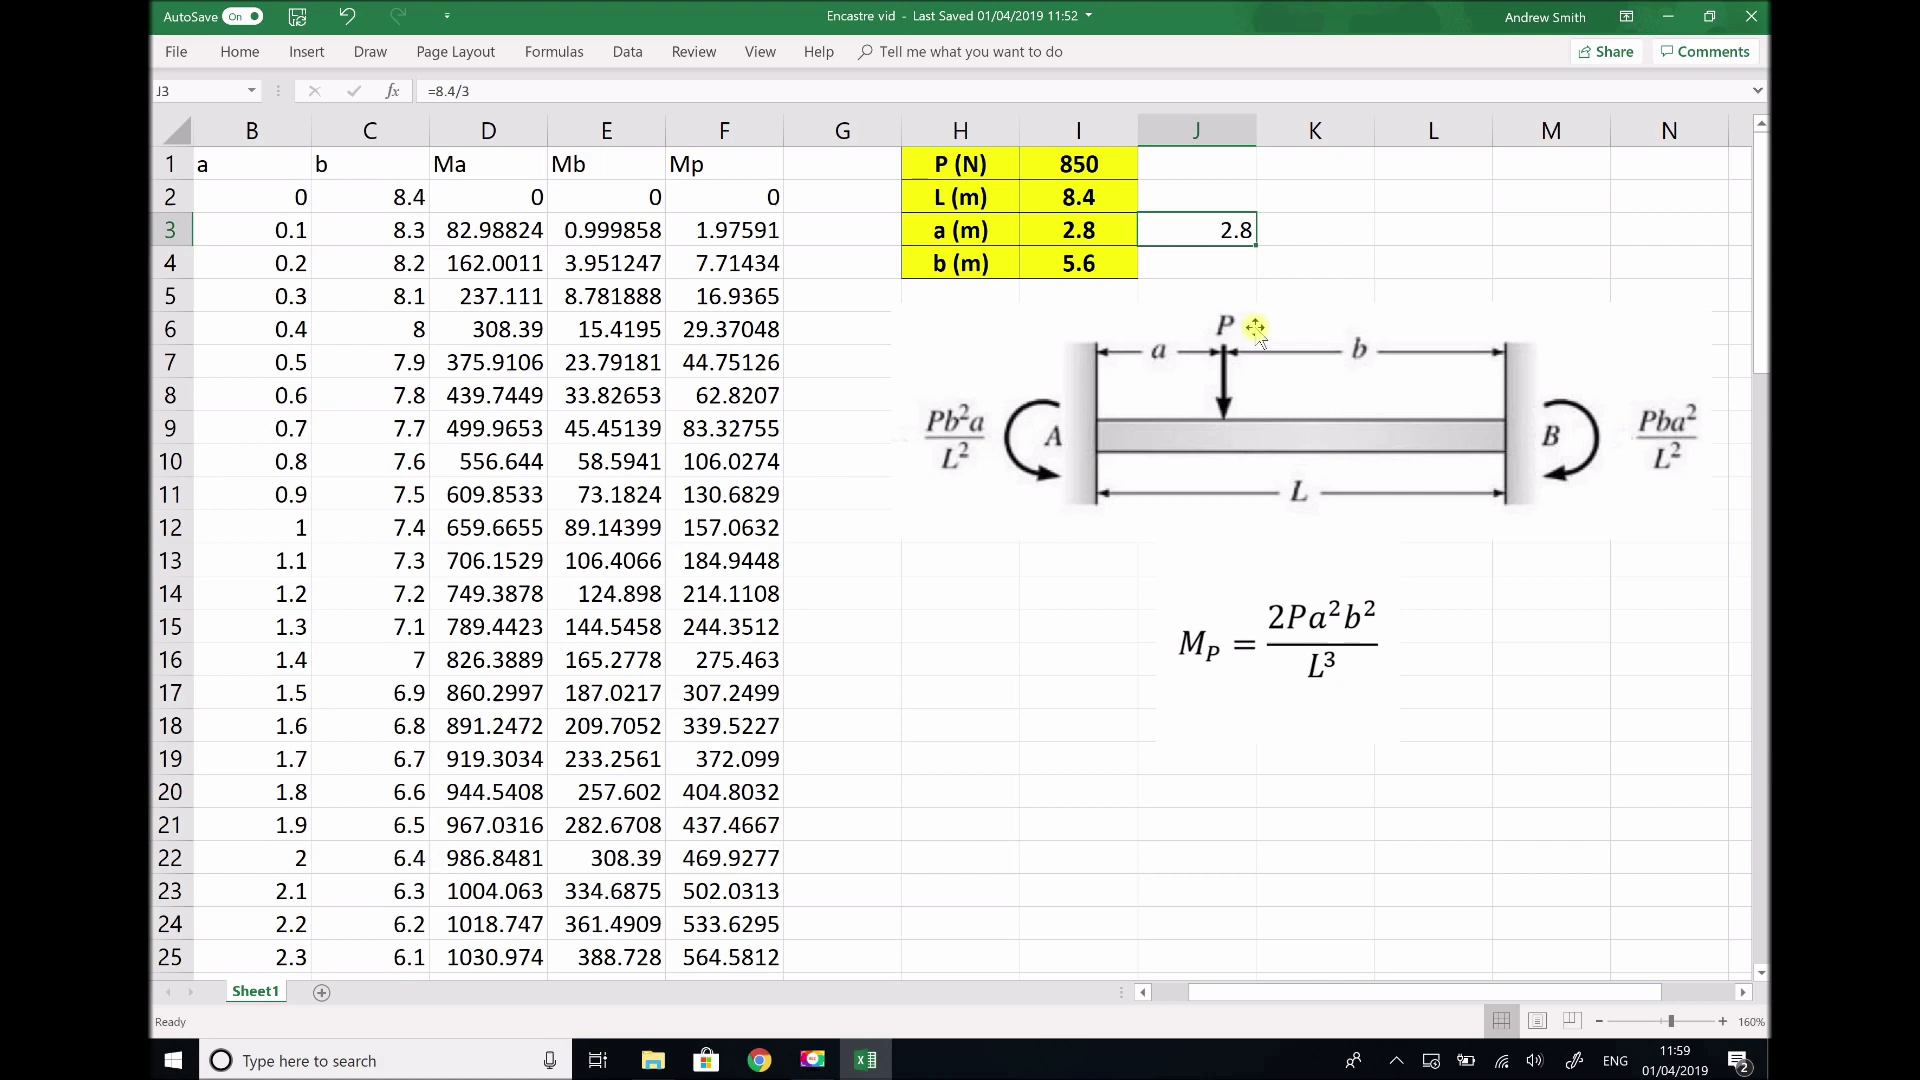 AutoSave On Encastre vid - Last Saved 01/04/2019 11:52 Andrew Smith
File Home Insert Draw Page Layout Formulas Data Review View Help Tell me what you want to do Share Comments
J3 fx =8.4/3
B C D E F G H I J K L M N
1 a b Ma Mb Mp P (N) 850
2 0 8.4 0 0 0 L (m) 8.4
3 0.1 8.3 82.98824 0.999858 1.97591 a (m) 2.8 2.8
4 0.2 8.2 162.0011 3.951247 7.71434 b (m) 5.6
5 0.3 8.1 237.111 8.781888 16.9365
6 0.4 8 308.39 15.4195 29.37048
7 0.5 7.9 375.9106 23.79181 44.75126
8 0.6 7.8 439.7449 33.82653 62.8207
9 0.7 7.7 499.9653 45.45139 83.32755
10 0.8 7.6 556.644 58.5941 106.0274
11 0.9 7.5 609.8533 73.1824 130.6829
12 1 7.4 659.6655 89.14399 157.0632
13 1.1 7.3 706.1529 106.4066 184.9448
14 1.2 7.2 749.3878 124.898 214.1108
15 1.3 7.1 789.4423 144.5458 244.3512
16 1.4 7 826.3889 165.2778 275.463
17 1.5 6.9 860.2997 187.0217 307.2499
18 1.6 6.8 891.2472 209.7052 339.5227
19 1.7 6.7 919.3034 233.2561 372.099
20 1.8 6.6 944.5408 257.602 404.8032
21 1.9 6.5 967.0316 282.6708 437.4667
22 2 6.4 986.8481 308.39 469.9277
23 2.1 6.3 1004.063 334.6875 502.0313
24 2.2 6.2 1018.747 361.4909 533.6295
25 2.3 6.1 1030.974 388.728 564.5812
P
a b
Pb²a/L² A B Pba²/L²
L
M_P = 2Pa²b²/L³
Sheet1
Ready 160%
Type here to search ENG 11:59
01/04/2019 2